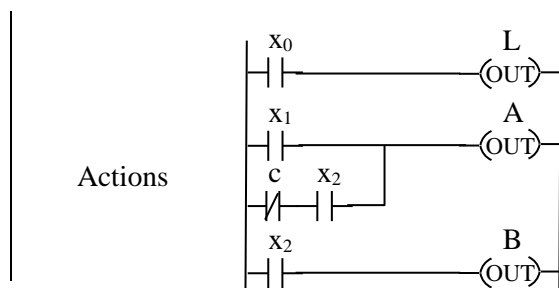 x₀ L
(OUT)
x₁ A
(OUT)
Actions c x₂
x₂ B
(OUT)